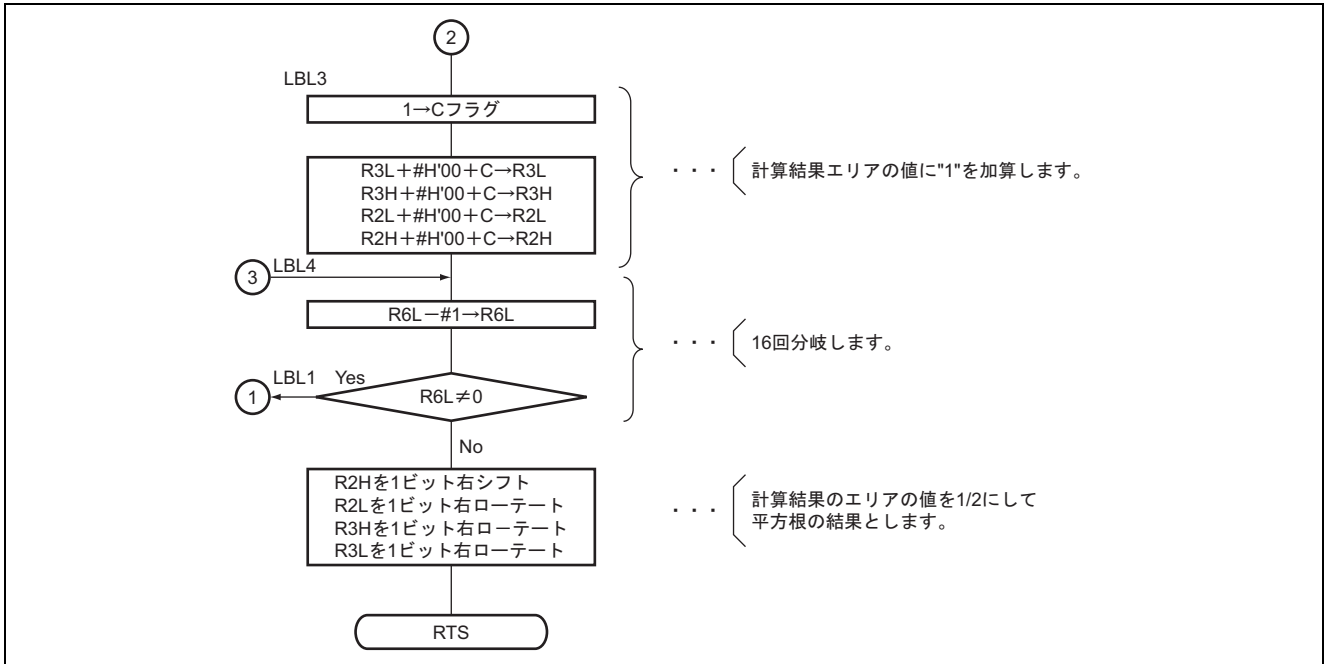 2
LBL3
1→Cフラグ
R3L＋#H'00＋C→R3L
R3H＋#H'00＋C→R3H
R2L＋#H'00＋C→R2L
R2H＋#H'00＋C→R2H
・・・
計算結果エリアの値に"1"を加算します。
3
LBL4
R6L－#1→R6L
・・・
16回分岐します。
1
LBL1
Yes
R6L≠0
No
R2Hを1ビット右シフト
R2Lを1ビット右ローテート
R3Hを1ビット右ローテート
R3Lを1ビット右ローテート
・・・
計算結果のエリアの値を1/2にして
平方根の結果とします。
RTS